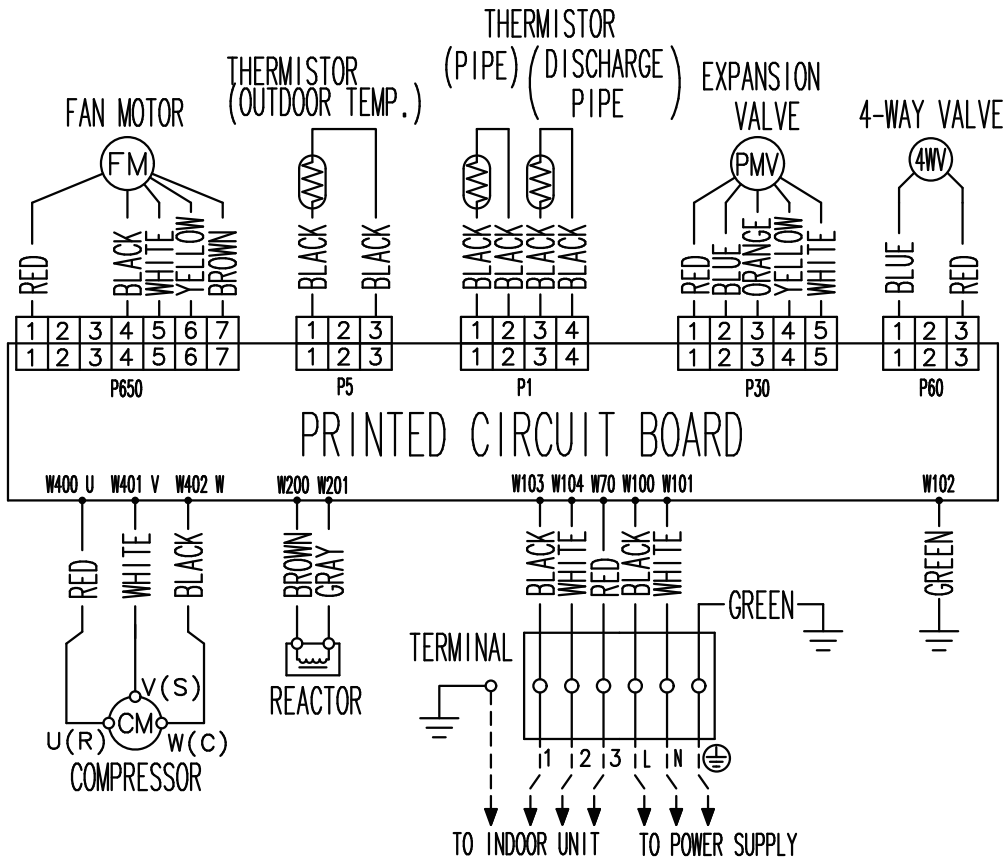 THERMISTOR
(PIPE) (DISCHARGE PIPE)
THERMISTOR
(OUTDOOR TEMP.)
EXPANSION
VALVE
FAN MOTOR
4-WAY VALVE
FM
PMV
4WV
RED BLACK WHITE YELLOW BROWN
BLACK BLACK
BLACK BLACK BLACK BLACK
RED BLUE ORANGE YELLOW WHITE
BLUE RED
1 2 3 4 5 6 7
1 2 3
1 2 3 4
1 2 3 4 5
1 2 3
1 2 3 4 5 6 7
1 2 3
1 2 3 4
1 2 3 4 5
1 2 3
P650 P5 P1 P30 P60
PRINTED CIRCUIT BOARD
W400 U W401 V W402 W W200 W201 W103 W104 W70 W100 W101 W102
RED WHITE BLACK
BROWN GRAY
BLACK WHITE RED BLACK WHITE
GREEN
GREEN
TERMINAL
REACTOR
V(S)
CM
U(R) W(C)
COMPRESSOR
1 2 3 L N
TO INDOOR UNIT TO POWER SUPPLY